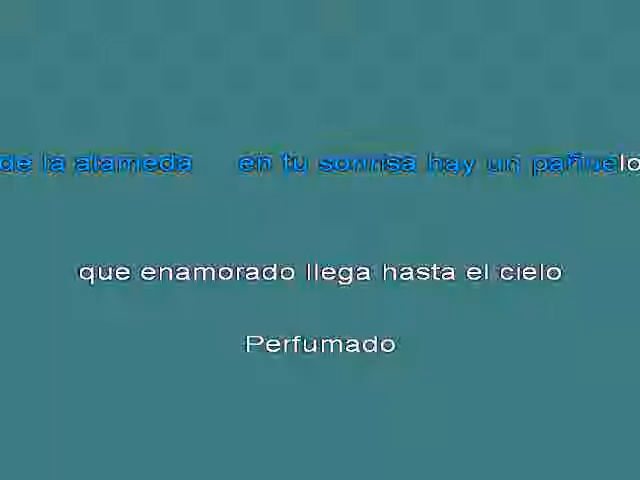 de la alameda en tu sonrisa hay un pañuelo
que enamorado llega hasta el cielo
Perfumado